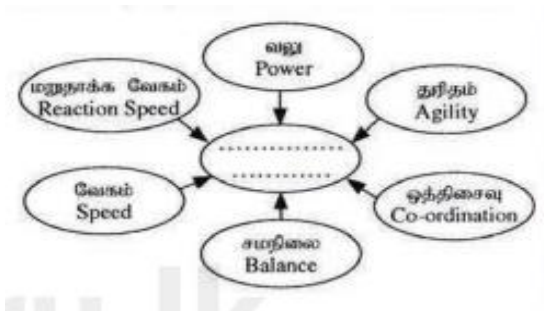 வலு
Power
மறுதாக்க வேகம்
Reaction Speed
துரிதம்
Agility
வேகம்
Speed
ஒத்திசைவு
Co-ordination
சமநிலை
Balance